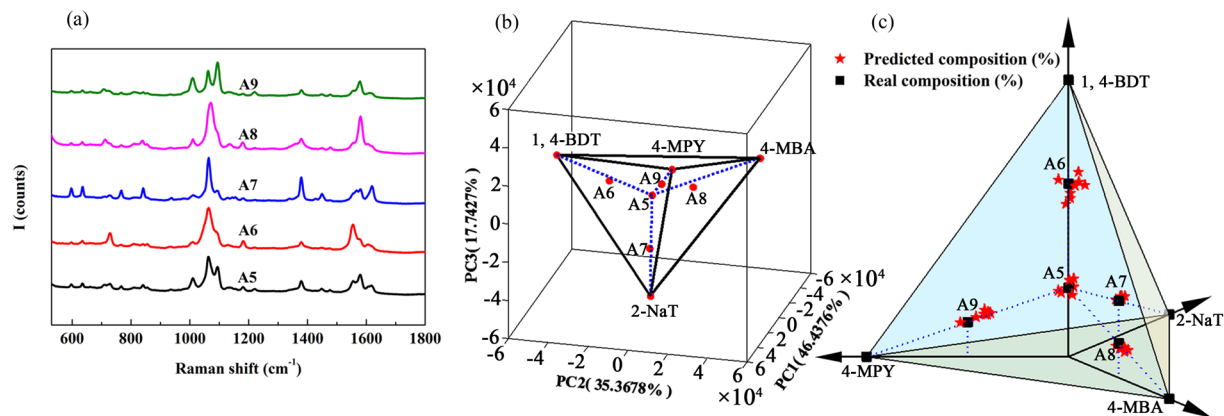 (a)
A9
A8
A7
A6
A5
I (counts)
600 800 1000 1200 1400 1600 1800
Raman shift (cm-1)
(b)
×10⁴
6
4
2
0
-2
-4
-6
PC3( 17.7427% )
1, 4-BDT
4-MPY
4-MBA
A6
A9
A5
A8
A7
2-NaT
-6 -4 -2 0 2 4 6
PC2( 35.3678% )
×10⁴
-6
-4
-2
0
2
4
6
PC1( 46.4376% )
×10⁴
(c)
Predicted composition (%)
Real composition (%)
1, 4-BDT
A6
A5
A7
A9
2-NaT
A8
4-MPY
4-MBA